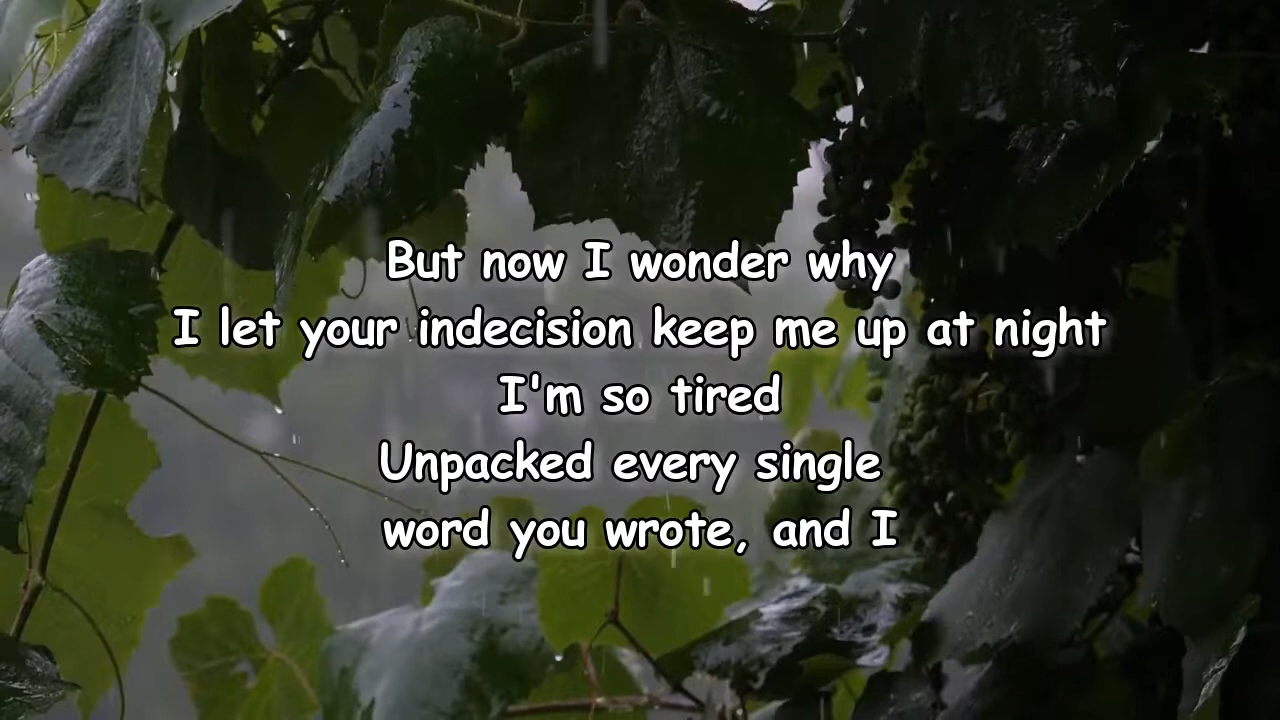 But now I wonder why
I let your indecision keep me up at night
I'm so tired
Unpacked every single
word you wrote, and I